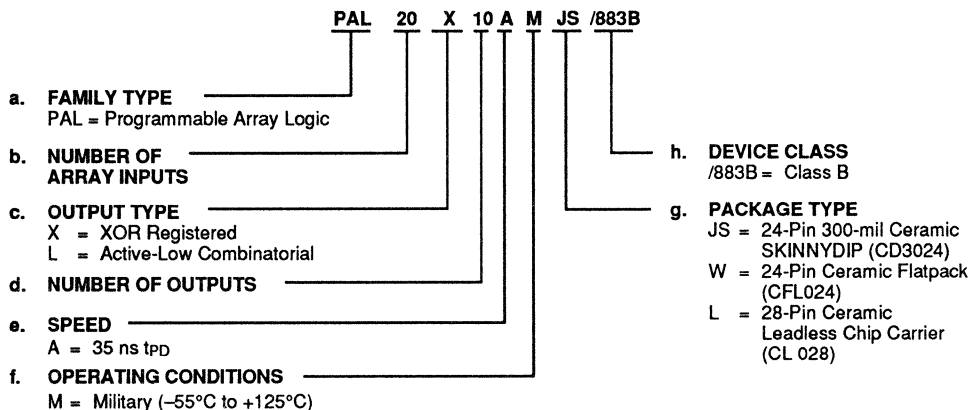 PAL 20 X 10 A M JS /883B
a. FAMILY TYPE
PAL = Programmable Array Logic
b. NUMBER OF
ARRAY INPUTS
c. OUTPUT TYPE
X = XOR Registered
L = Active-Low Combinatorial
d. NUMBER OF OUTPUTS
e. SPEED
A = 35 ns tPD
f. OPERATING CONDITIONS
M = Military (–55°C to +125°C)
h. DEVICE CLASS
/883B = Class B
g. PACKAGE TYPE
JS = 24-Pin 300-mil Ceramic
SKINNYDIP (CD3024)
W = 24-Pin Ceramic Flatpack
(CFL024)
L = 28-Pin Ceramic
Leadless Chip Carrier
(CL 028)